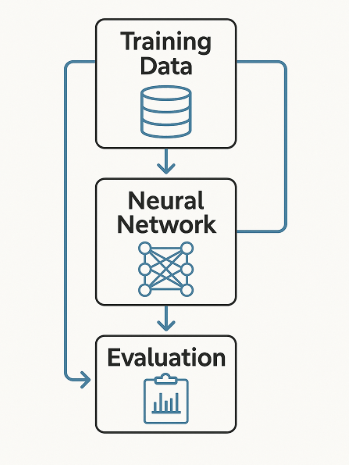 Training
Data
Neural
Network
Evaluation